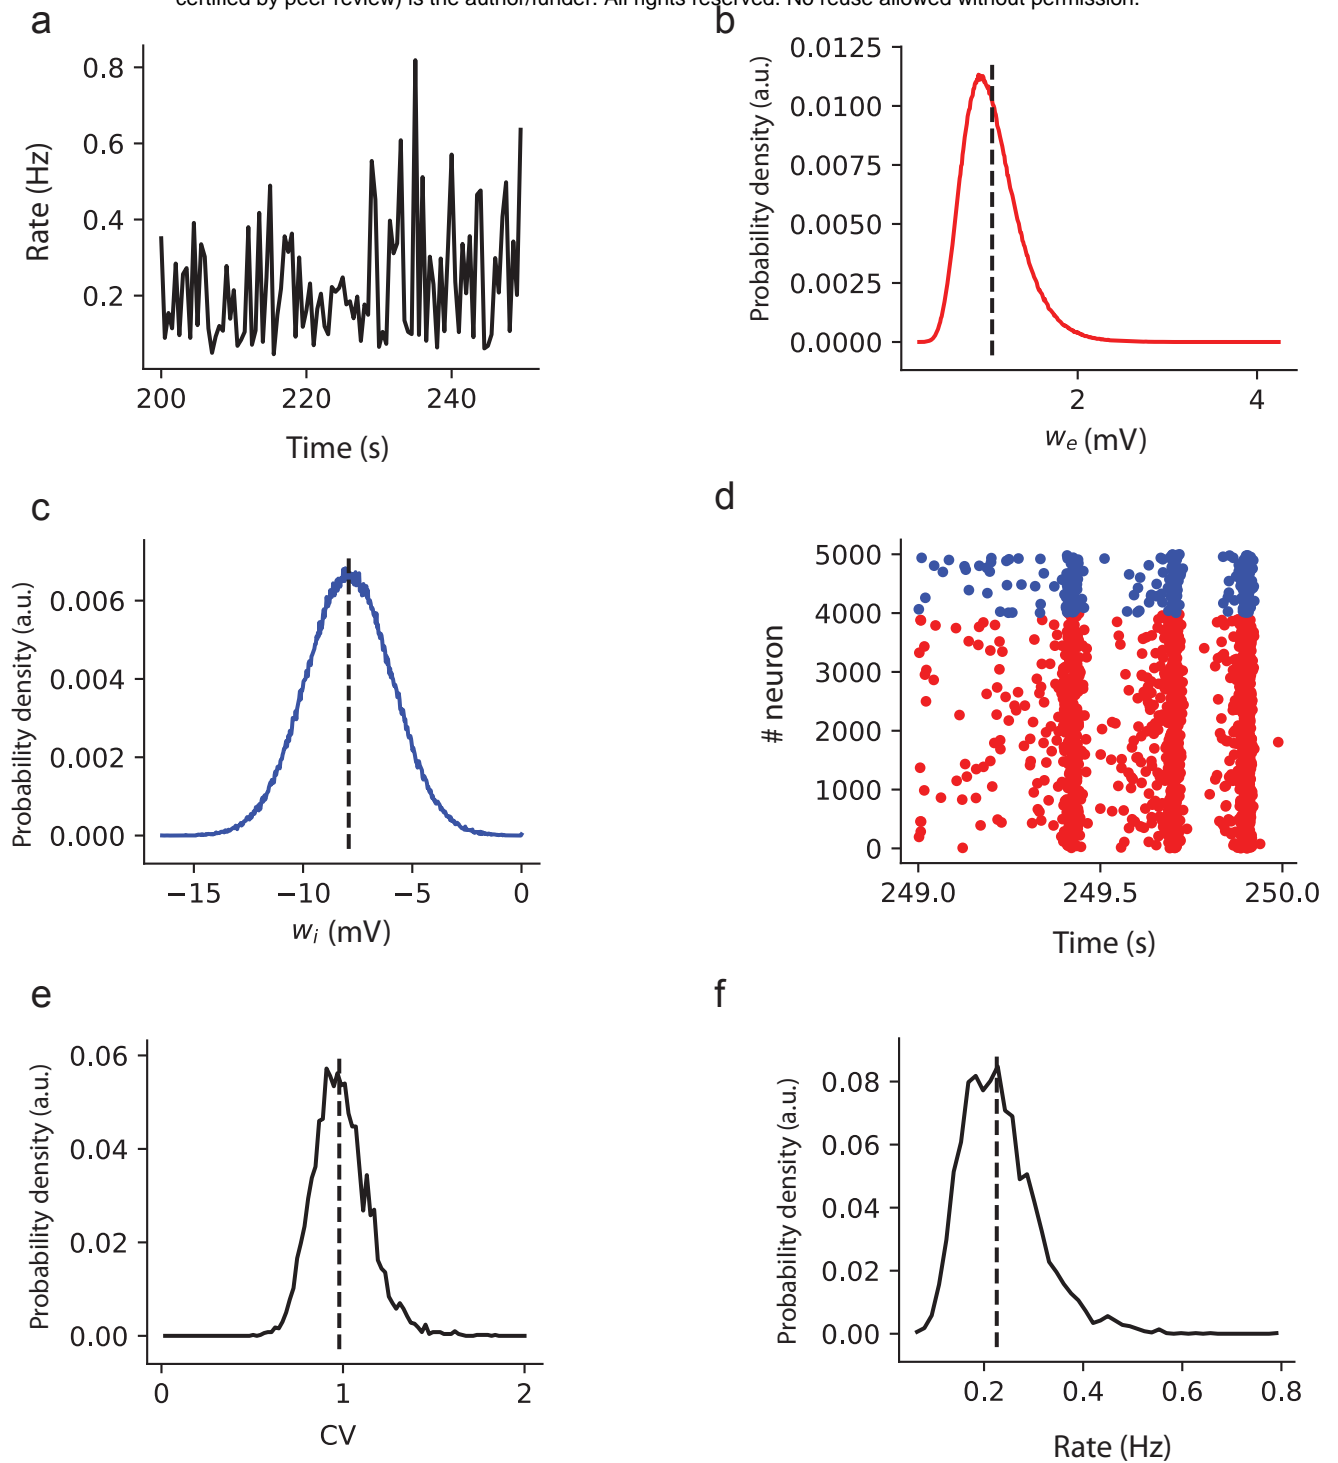 certified by peer review) is the author/funder. All rights reserved. No reuse allowed without permission.
a
Rate (Hz)
0.8
0.6
0.4
0.2
200
220
240
Time (s)
b
Probability density (a.u.)
0.0125
0.0100
0.0075
0.0050
0.0025
0.0000
2
4
w_e (mV)
c
Probability density (a.u.)
0.006
0.004
0.002
0.000
−15
−10
−5
0
w_i (mV)
d
# neuron
5000
4000
3000
2000
1000
0
249.0
249.5
250.0
Time (s)
e
Probability density (a.u.)
0.06
0.04
0.02
0.00
0
1
2
CV
f
Probability density (a.u.)
0.08
0.06
0.04
0.02
0.00
0.2
0.4
0.6
0.8
Rate (Hz)